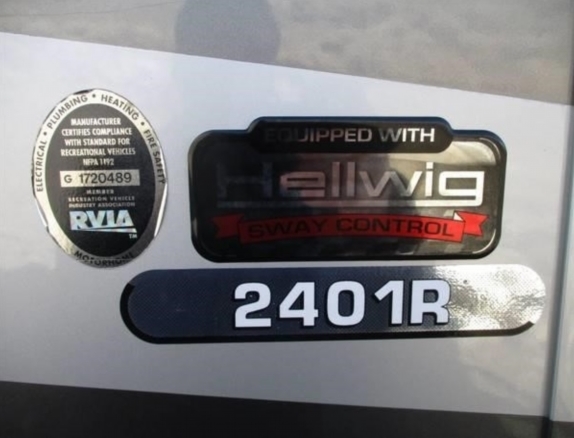 ELECTRICAL • PLUMBING • HEATING • FIRE SAFETY
MANUFACTURER
CERTIFIES COMPLIANCE
WITH STANDARD FOR
RECREATIONAL VEHICLES
NFPA 1192
G 1720489
MEMBER
RECREATION VEHICLE
INDUSTRY ASSOCIATION
RVIA
TM
MOTORHOME
EQUIPPED WITH
Hellwig
SWAY CONTROL
2401R